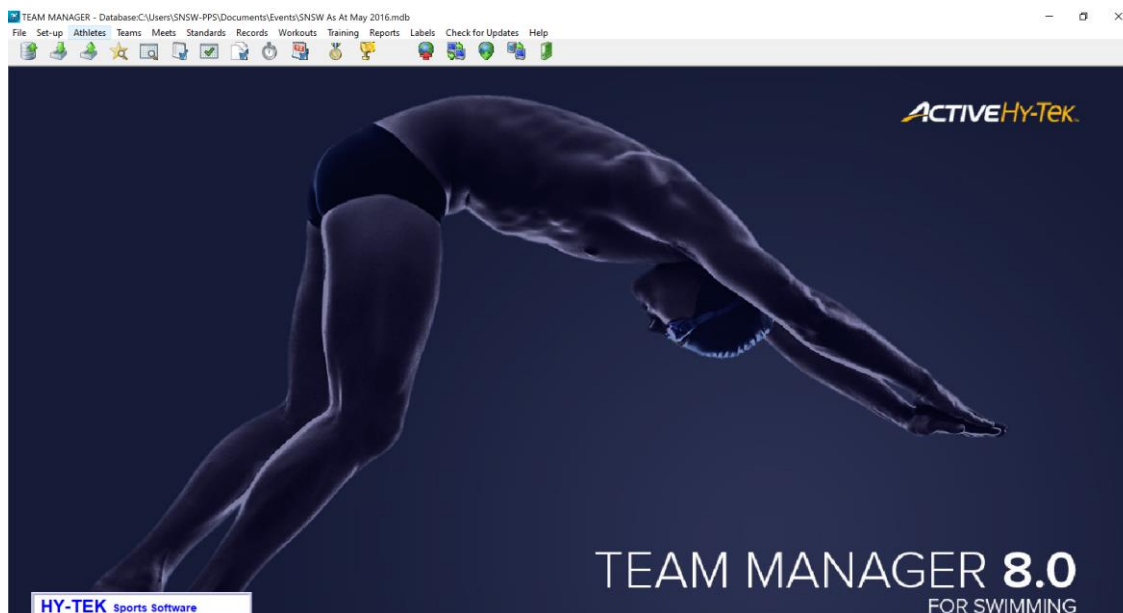 TEAM MANAGER - Database:C:\Users\SNSW-PPS\Documents\Events\SNSW As At May 2016.mdb
File Set-up Athletes Teams Meets Standards Records Workouts Training Reports Labels Check for Updates Help
ACTIVEHY-TEK
TEAM MANAGER 8.0
FOR SWIMMING
HY-TEK Sports Software